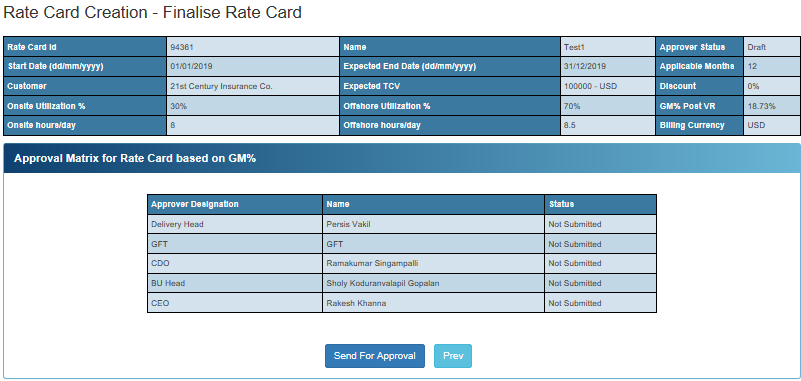 Rate Card Creation - Finalise Rate Card
Rate Card Id 94361 Name Test1 Approver Status Draft
Start Date (dd/mm/yyyy) 01/01/2019 Expected End Date (dd/mm/yyyy) 31/12/2019 Applicable Months 12
Customer 21st Century Insurance Co. Expected TCV 100000 - USD Discount 0%
Onsite Utilization % 30% Offshore Utilization % 70% GM% Post VR 18.73%
Onsite hours/day 8 Offshore hours/day 8.5 Billing Currency USD
Approval Matrix for Rate Card based on GM%
Approver Designation Name Status
Delivery Head Persis Vakil Not Submitted
GFT GFT Not Submitted
CDO Ramakumar Singampalli Not Submitted
BU Head Sholy Koduranvalapil Gopalan Not Submitted
CEO Rakesh Khanna Not Submitted
Send For Approval Prev